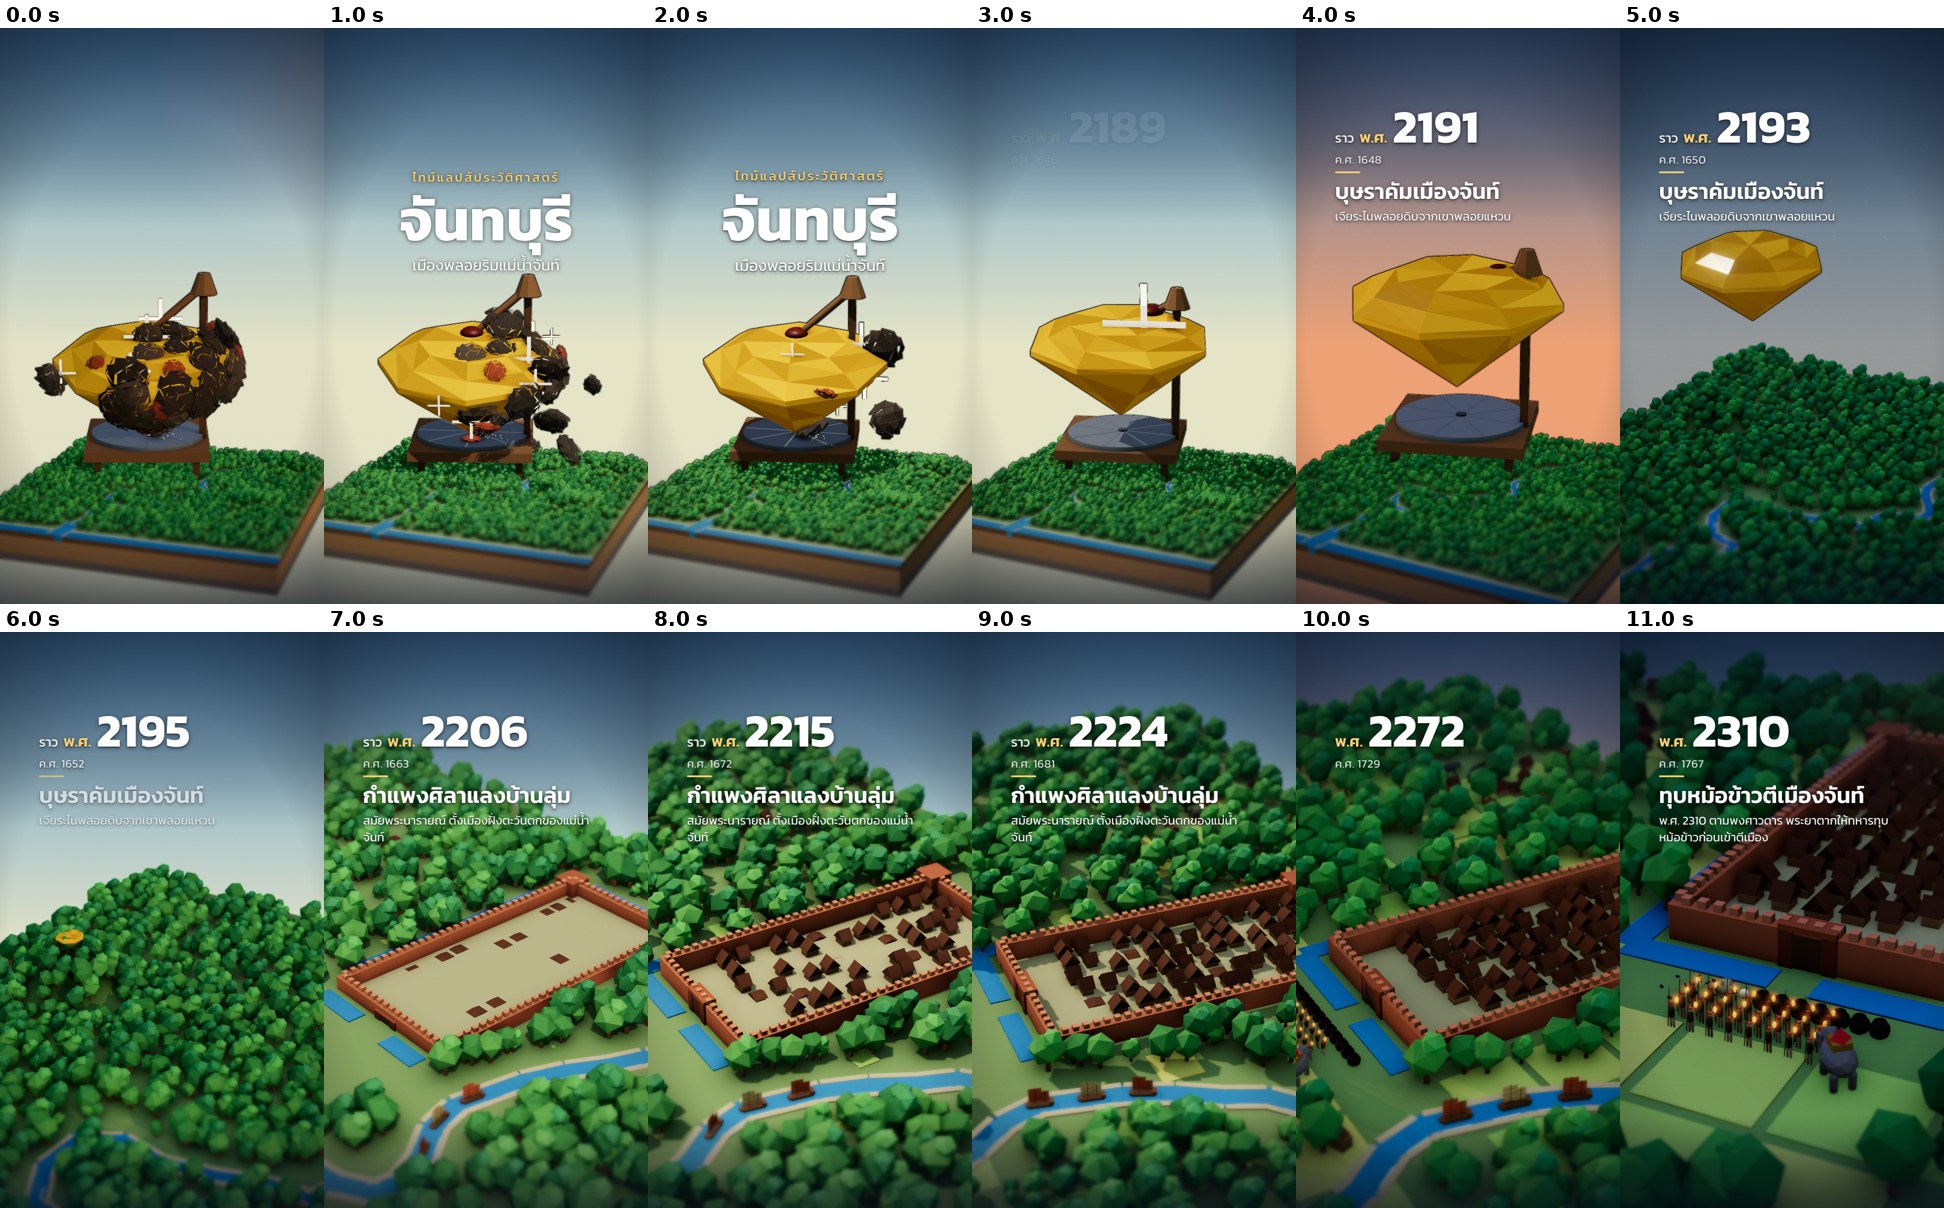 0.0 s
1.0 s
ไทม์แลปส์ประวัติศาสตร์
จันทบุรี
เมืองพลอยริมแม่น้ำจันท์
2.0 s
ไทม์แลปส์ประวัติศาสตร์
จันทบุรี
เมืองพลอยริมแม่น้ำจันท์
3.0 s
ราว พ.ศ. 2189
4.0 s
ราว พ.ศ. 2191
ค.ศ. 1648
บุษราคัมเมืองจันท์
เจียระไนพลอยดิบจากเขาพลอยแหวน
5.0 s
ราว พ.ศ. 2193
ค.ศ. 1650
บุษราคัมเมืองจันท์
เจียระไนพลอยดิบจากเขาพลอยแหวน
6.0 s
ราว พ.ศ. 2195
ค.ศ. 1652
บุษราคัมเมืองจันท์
เจียระไนพลอยดิบจากเขาพลอยแหวน
7.0 s
ราว พ.ศ. 2206
ค.ศ. 1663
กำแพงศิลาแลงบ้านลุ่ม
สมัยพระนารายณ์ ตั้งเมืองฝั่งตะวันตกของแม่น้ำ
จันท์
8.0 s
ราว พ.ศ. 2215
ค.ศ. 1672
กำแพงศิลาแลงบ้านลุ่ม
สมัยพระนารายณ์ ตั้งเมืองฝั่งตะวันตกของแม่น้ำ
จันท์
9.0 s
ราว พ.ศ. 2224
ค.ศ. 1681
กำแพงศิลาแลงบ้านลุ่ม
สมัยพระนารายณ์ ตั้งเมืองฝั่งตะวันตกของแม่น้ำ
จันท์
10.0 s
พ.ศ. 2272
ค.ศ. 1729
11.0 s
พ.ศ. 2310
ค.ศ. 1767
ทุบหม้อข้าวตีเมืองจันท์
พ.ศ. 2310 ตามพงศาวดาร พระยาตากให้ทหารทุบ
หม้อข้าวก่อนเข้าตีเมือง